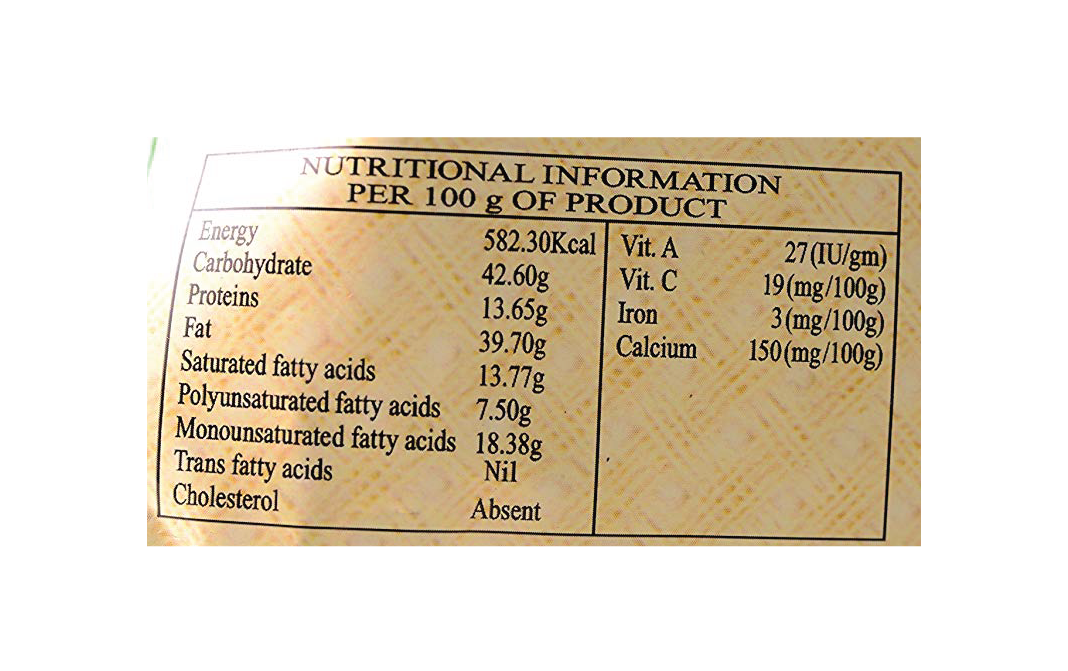 NUTRITIONAL INFORMATION
PER 100 g OF PRODUCT
Energy 582.30Kcal
Carbohydrate 42.60g
Proteins 13.65g
Fat 39.70g
Saturated fatty acids 13.77g
Polyunsaturated fatty acids 7.50g
Monounsaturated fatty acids 18.38g
Trans fatty acids Nil
Cholesterol Absent
Vit. A 27(IU/gm)
Vit. C 19(mg/100g)
Iron 3(mg/100g)
Calcium 150(mg/100g)